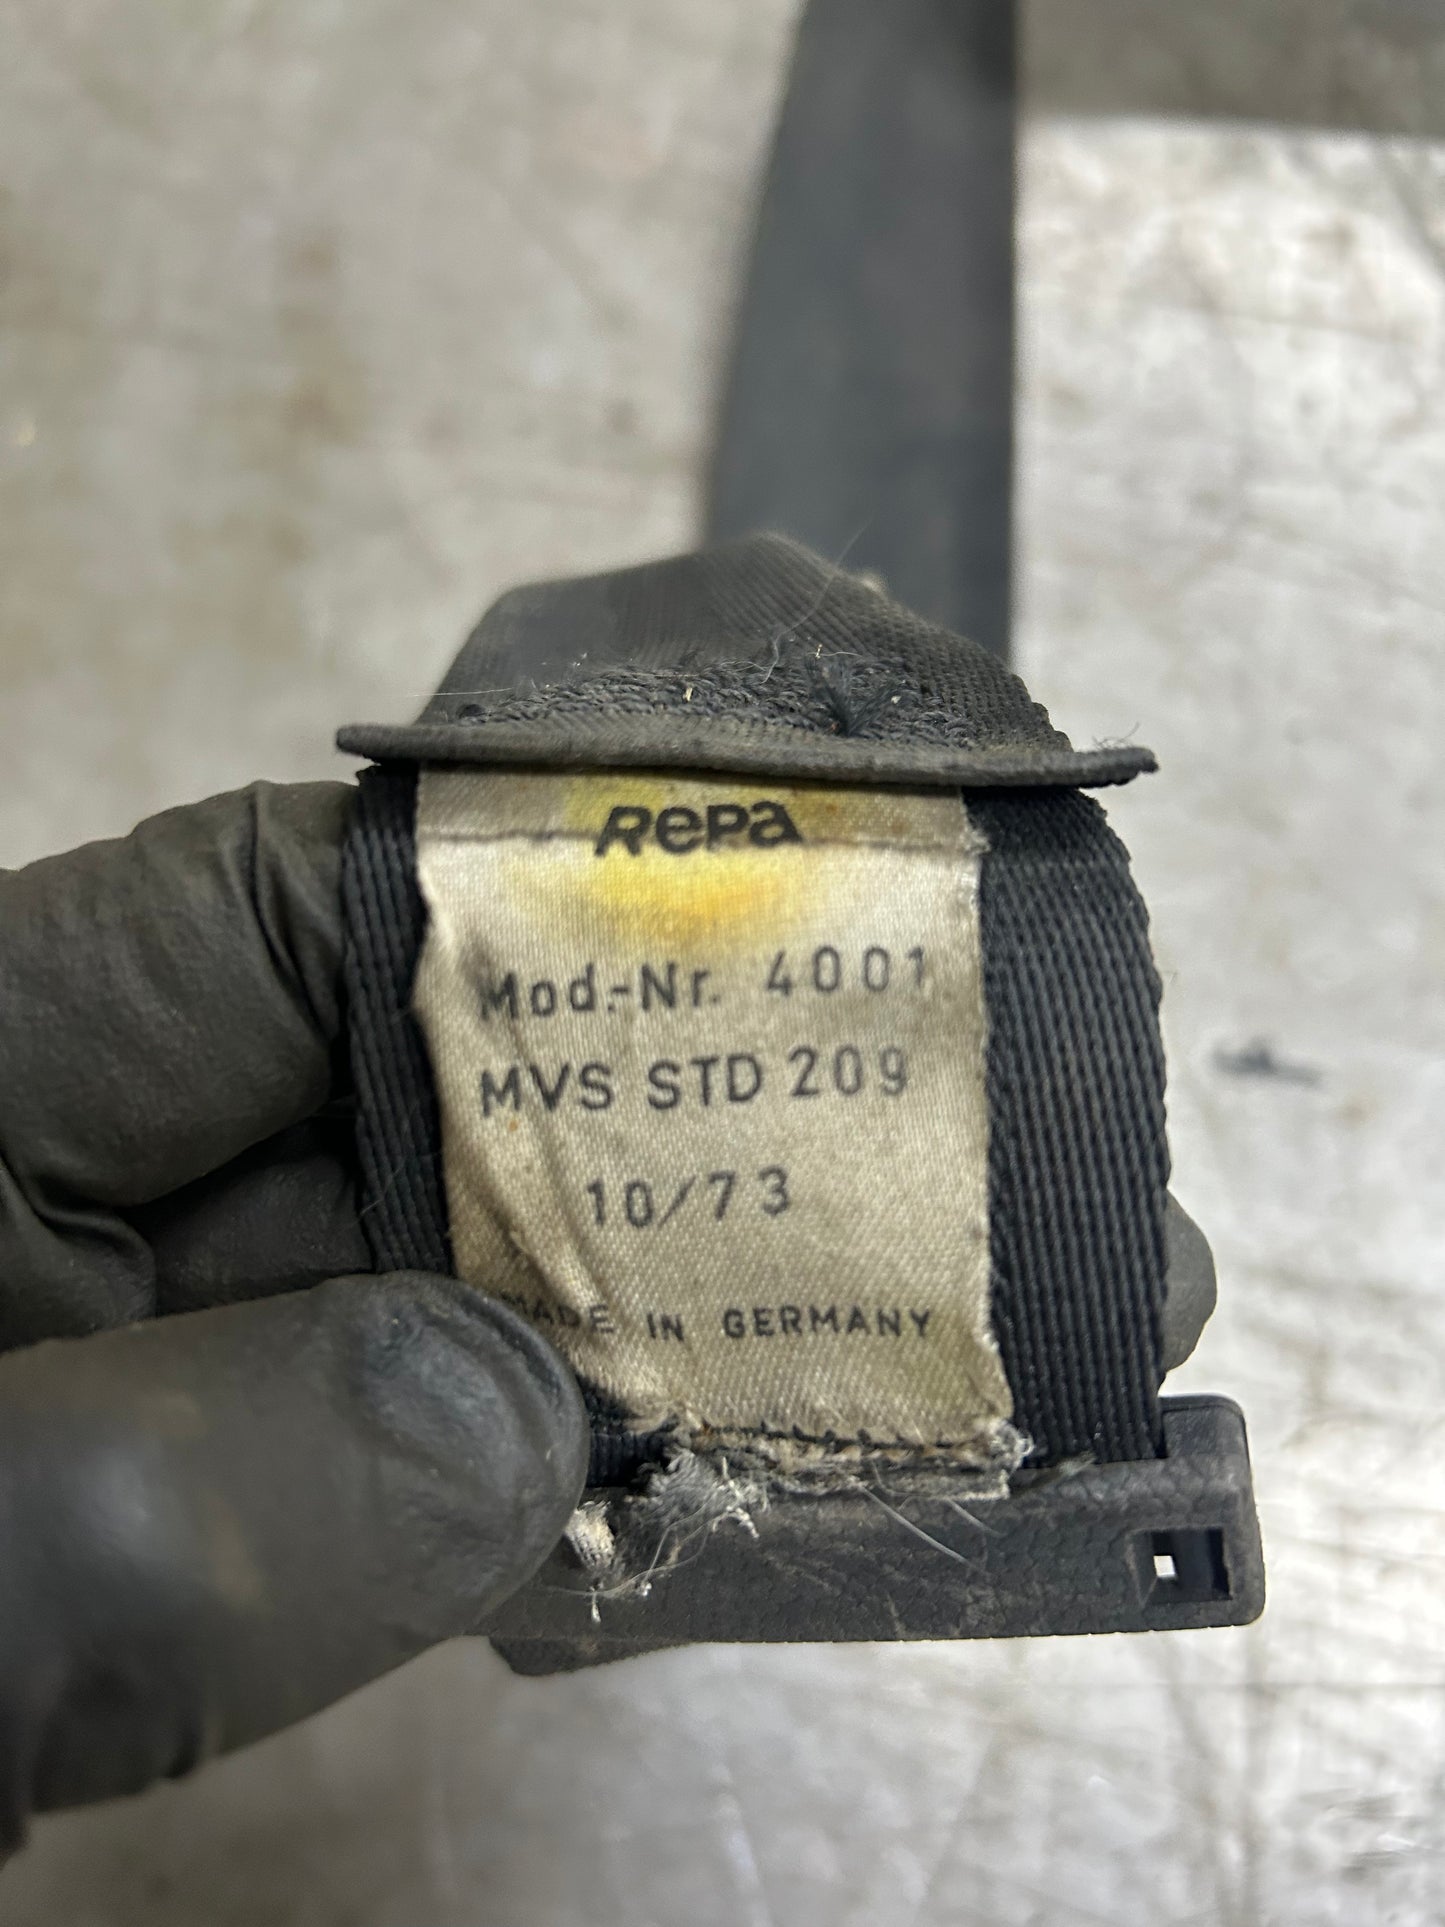 RePa
Mod.-Nr. 4001
MVS STD 209
10/73
MADE IN GERMANY